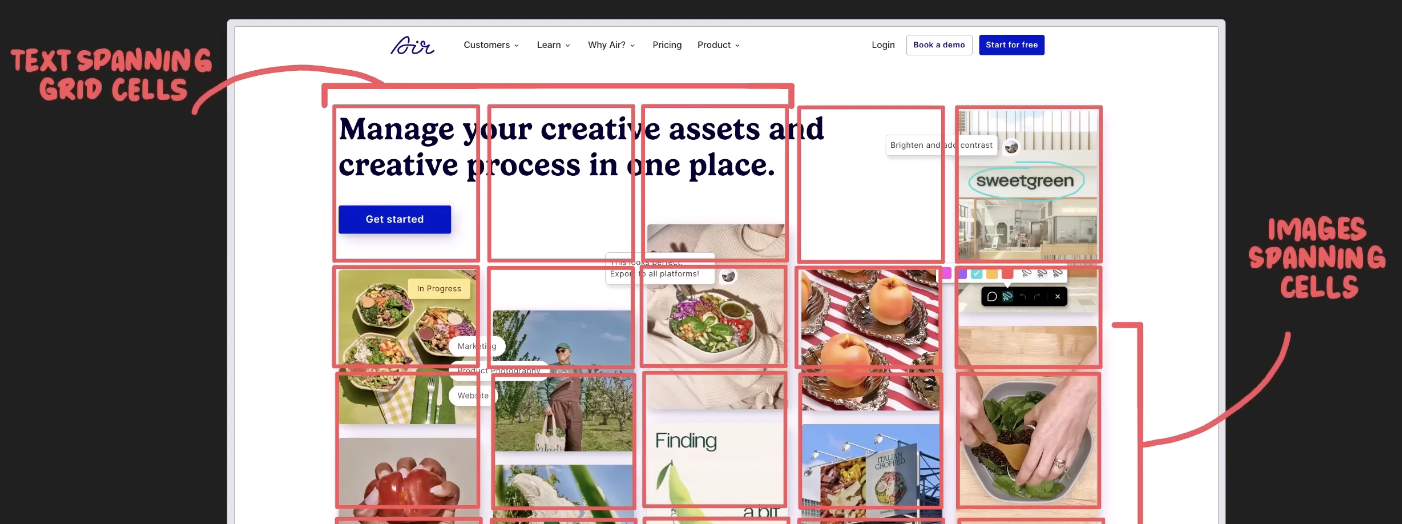 TEXT SPANNING
GRID CELLS
Air
Customers
Learn
Why Air?
Pricing
Product
Login
Book a demo
Start for free
Manage your creative assets and
creative process in one place.
Get started
Brighten and add contrast
sweetgreen
This looks perfect.
Export to all platforms!
In Progress
Marketing
Product Photography
Website
Finding
a bit
ITALIAN
CHOPPED
IMAGES
SPANNING
CELLS